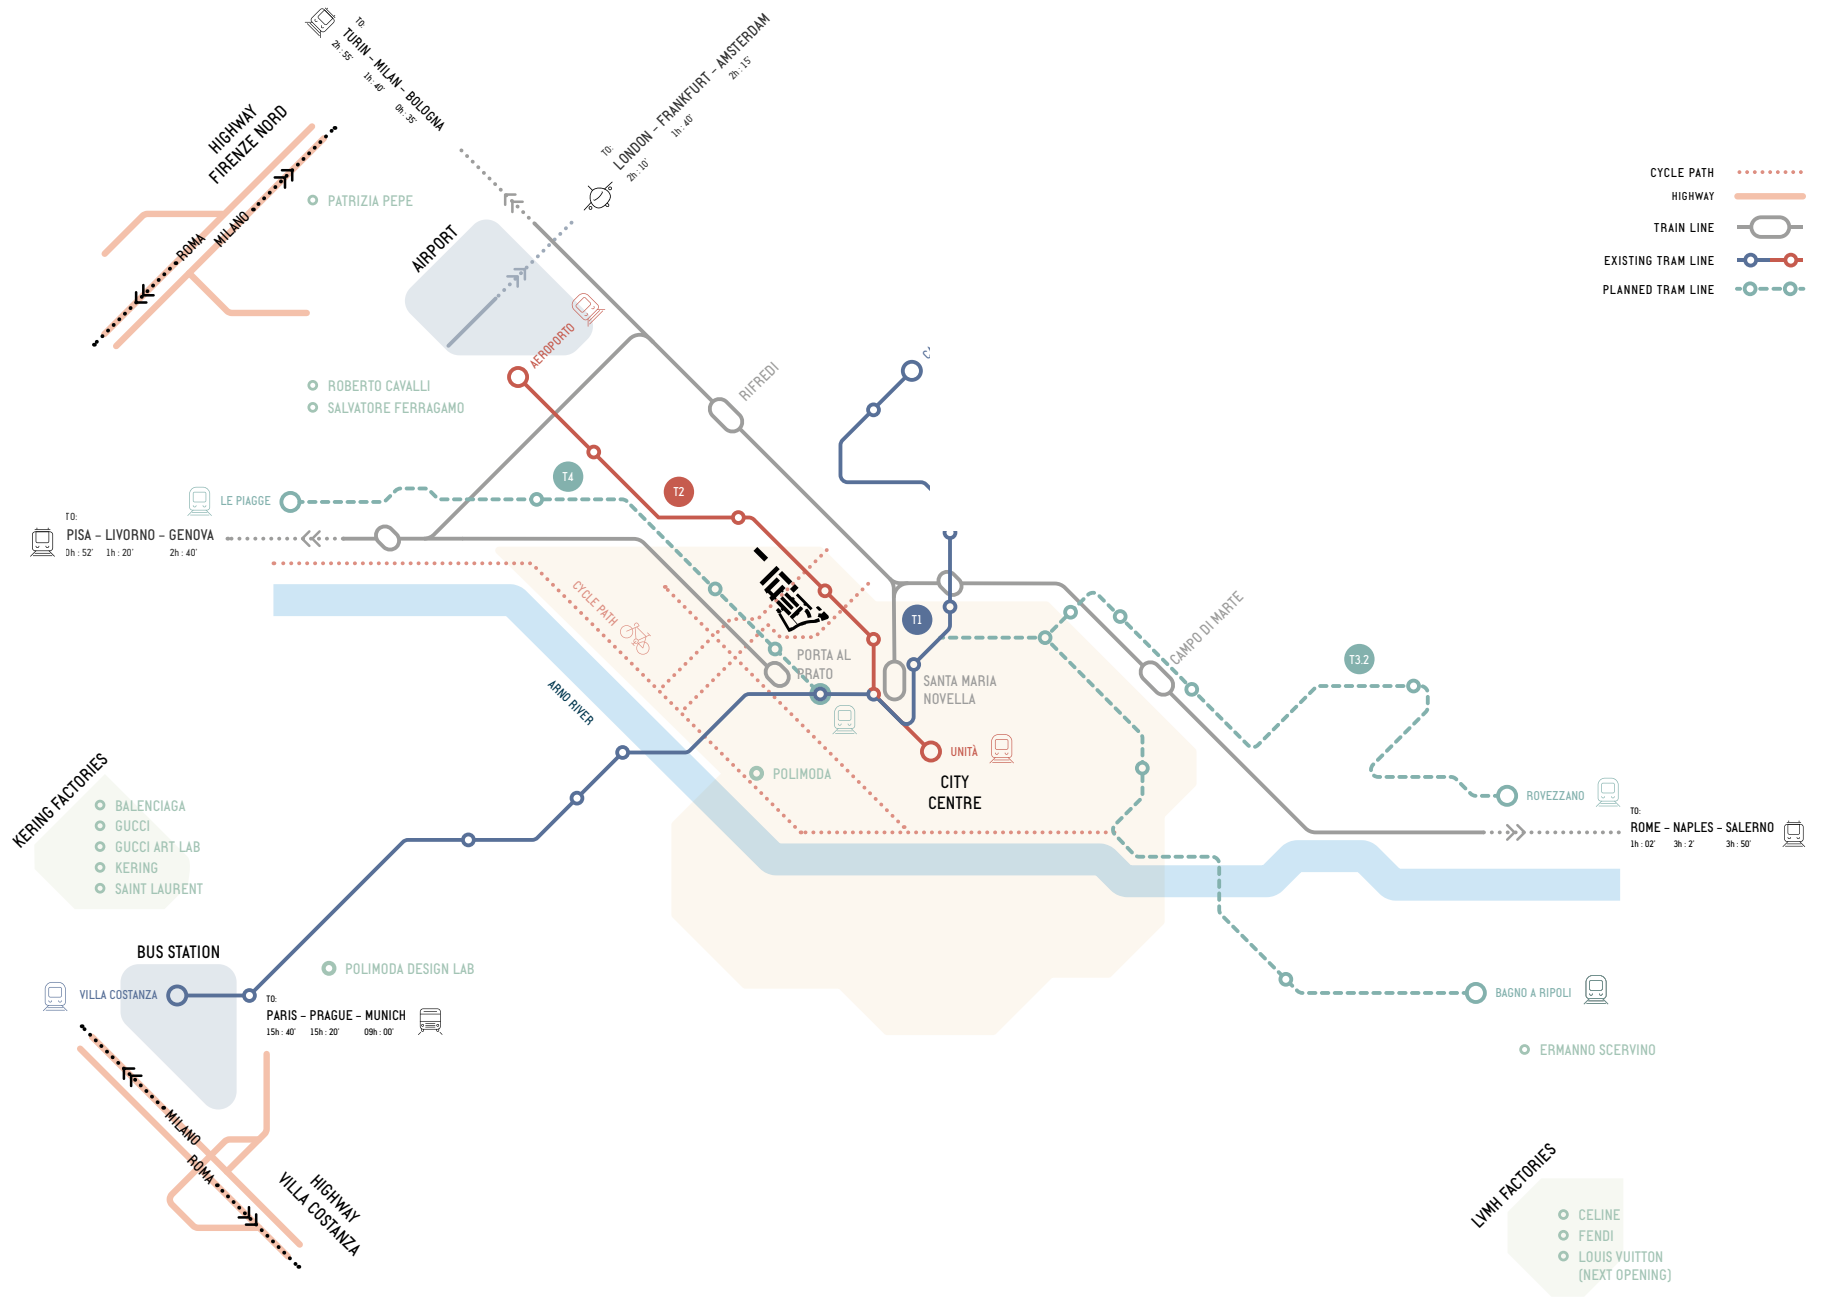 TO:
TURIN – MILAN – BOLOGNA
2h : 55' 1h : 40' 0h : 35'
TO:
LONDON – FRANKFURT – AMSTERDAM
2h : 10' 1h : 40' 2h : 15'
HIGHWAY
FIRENZE NORD
ROMA
MILANO
PATRIZIA PEPE
AIRPORT
AEROPORTO
CYCLE PATH
HIGHWAY
TRAIN LINE
EXISTING TRAM LINE
PLANNED TRAM LINE
ROBERTO CAVALLI
SALVATORE FERRAGAMO
RIFREDI
T4
T2
LE PIAGGE
TO:
PISA – LIVORNO – GENOVA
0h : 52' 1h : 20' 2h : 40'
CYCLE PATH
T1
CAMPO DI MARTE
T3.2
PORTA AL
PRATO
SANTA MARIA
NOVELLA
ARNO RIVER
UNITÀ
CITY
CENTRE
POLIMODA
ROVEZZANO
TO:
ROME – NAPLES – SALERNO
1h : 02' 3h : 2' 3h : 50'
KERING FACTORIES
BALENCIAGA
GUCCI
GUCCI ART LAB
KERING
SAINT LAURENT
BUS STATION
VILLA COSTANZA
POLIMODA DESIGN LAB
TO:
PARIS – PRAGUE – MUNICH
15h : 40' 15h : 20' 09h : 00'
BAGNO A RIPOLI
ERMANNO SCERVINO
MILANO
ROMA
HIGHWAY
VILLA COSTANZA
LVMH FACTORIES
CELINE
FENDI
LOUIS VUITTON
(NEXT OPENING)